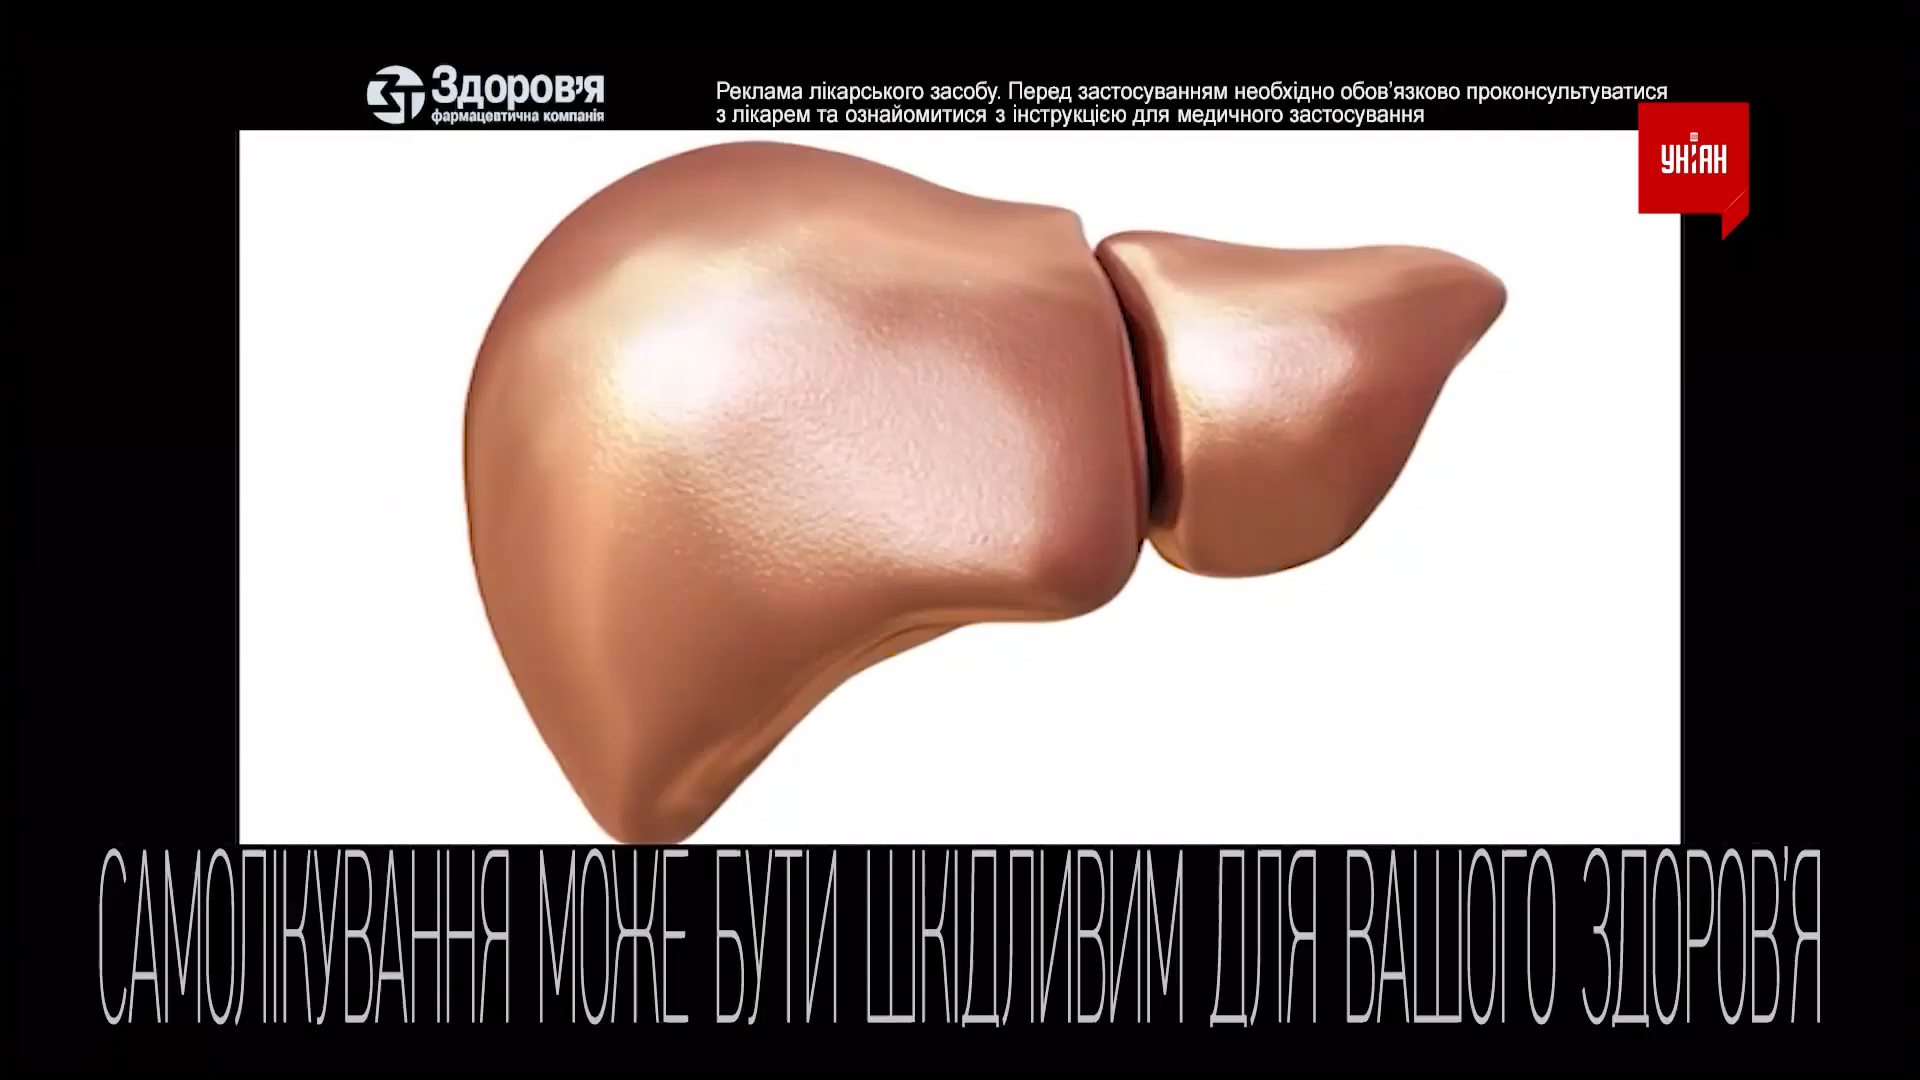 Здоров'я
фармацевтична компанія
Реклама лікарського засобу. Перед застосуванням необхідно обов'язково проконсультуватися
з лікарем та ознайомитися з інструкцією для медичного застосування
УНІАН
САМОЛІКУВАННЯ МОЖЕ БУТИ ШКІДЛИВИМ ДЛЯ ВАШОГО ЗДОРОВ'Я